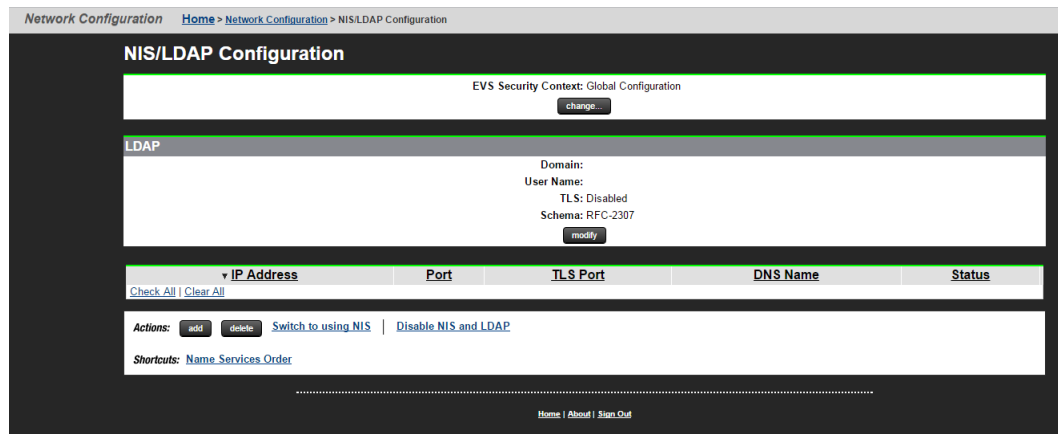 Network Configuration Home > Network Configuration > NIS/LDAP Configuration
NIS/LDAP Configuration
EVS Security Context: Global Configuration
change...
LDAP
Domain:
User Name:
TLS: Disabled
Schema: RFC-2307
modify
▼ IP Address Port TLS Port DNS Name Status
Check All | Clear All
Actions: add delete Switch to using NIS | Disable NIS and LDAP
Shortcuts: Name Services Order
Home | About | Sign Out